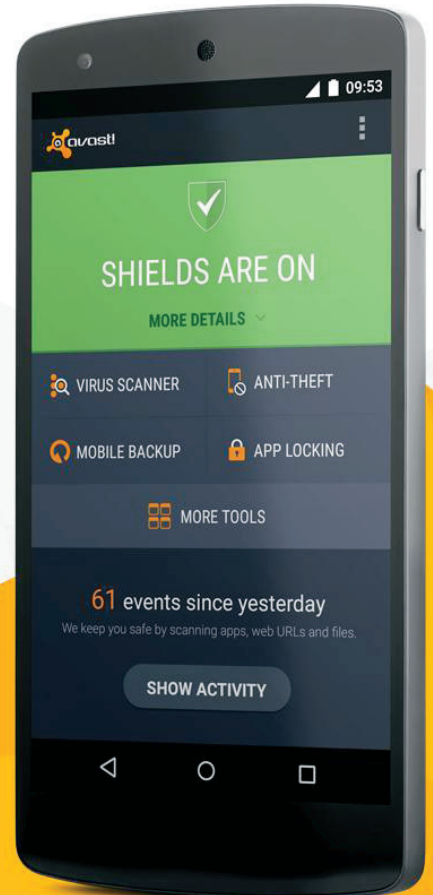 09:53
avast!
SHIELDS ARE ON
MORE DETAILS
VIRUS SCANNER
ANTI-THEFT
MOBILE BACKUP
APP LOCKING
MORE TOOLS
61 events since yesterday
We keep you safe by scanning apps, web URLs and files.
SHOW ACTIVITY